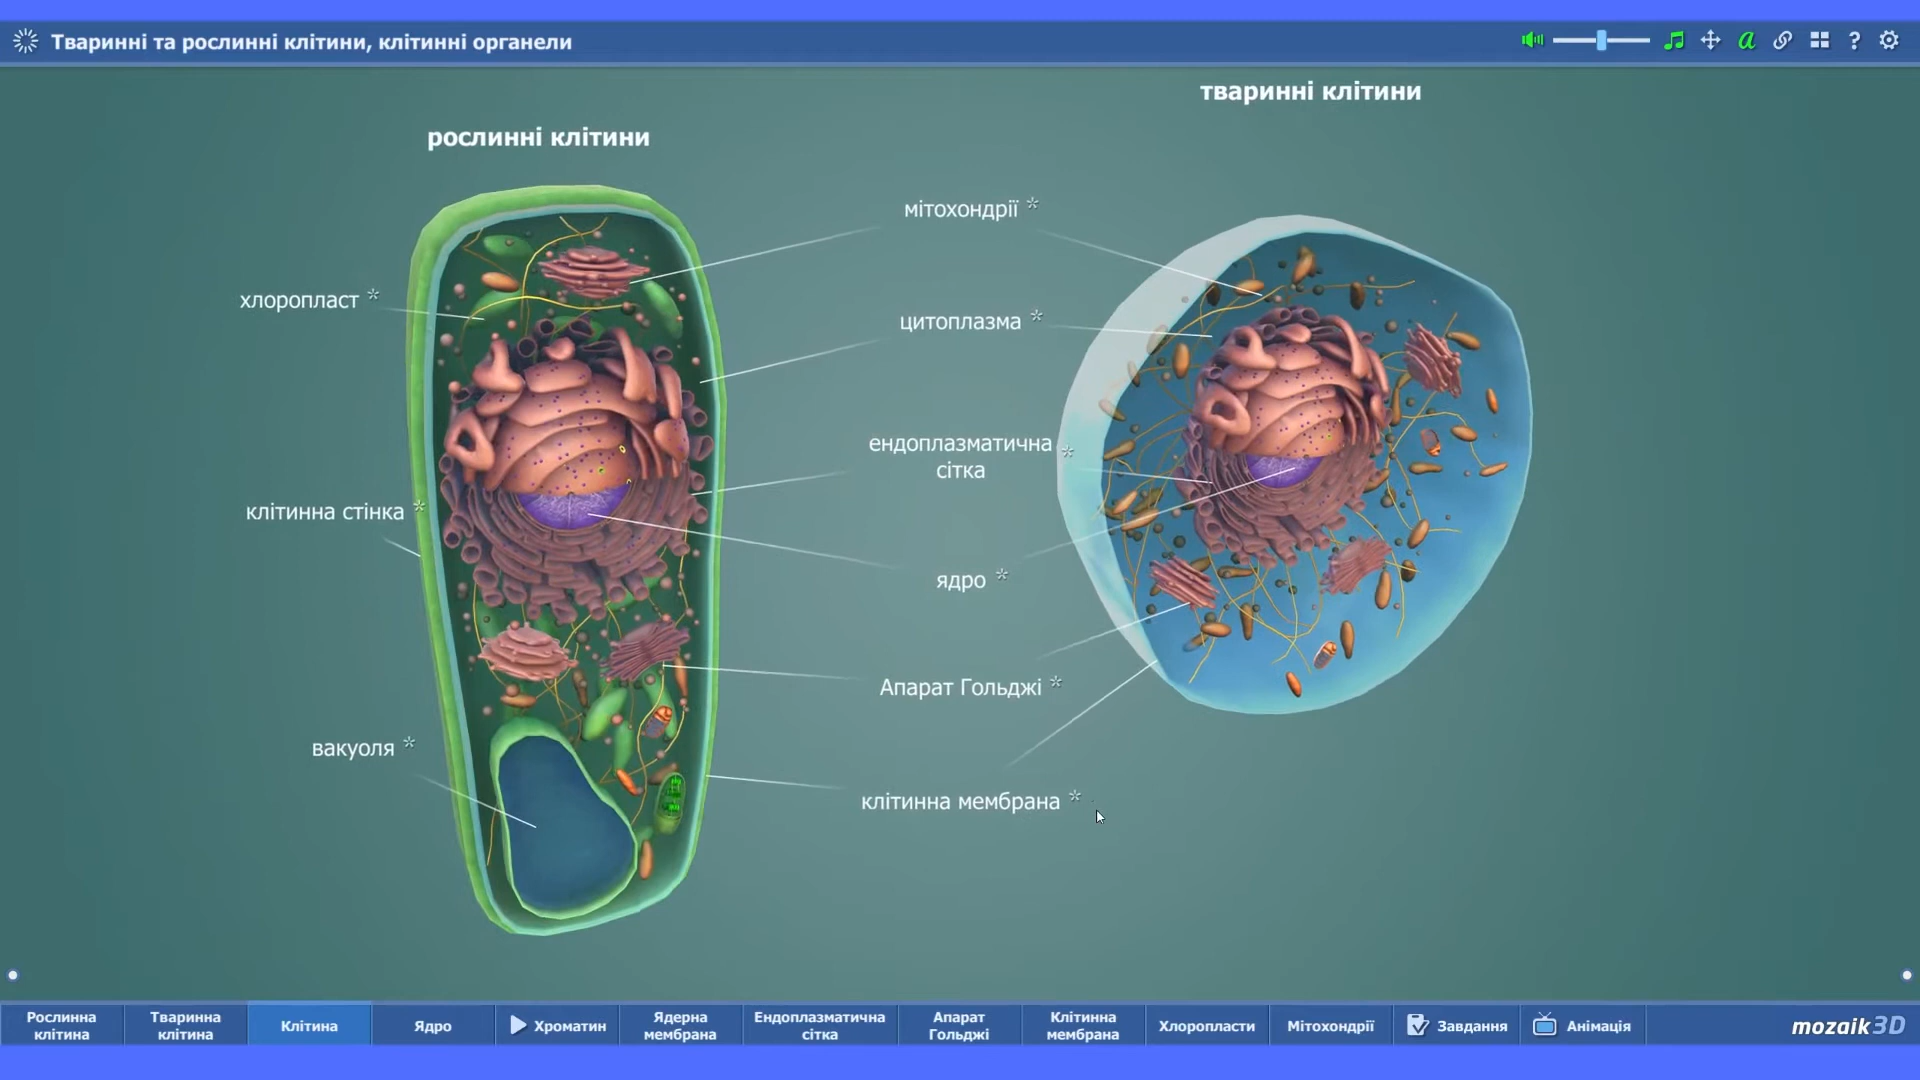 Тваринні та рослинні клітини, клітинні органели
тваринні клітини
рослинні клітини
мітохондрії *
хлоропласт *
цитоплазма *
ендоплазматична *
сітка
клітинна стінка *
ядро *
Апарат Гольджі *
вакуоля *
клітинна мембрана *
Рослинна
клітина
Тваринна
клітина
Клітина
Ядро
Хроматин
Ядерна
мембрана
Ендоплазматична
сітка
Апарат
Гольджі
Клітинна
мембрана
Хлоропласти
Мітохондрії
Завдання
Анімація
mozaik3D